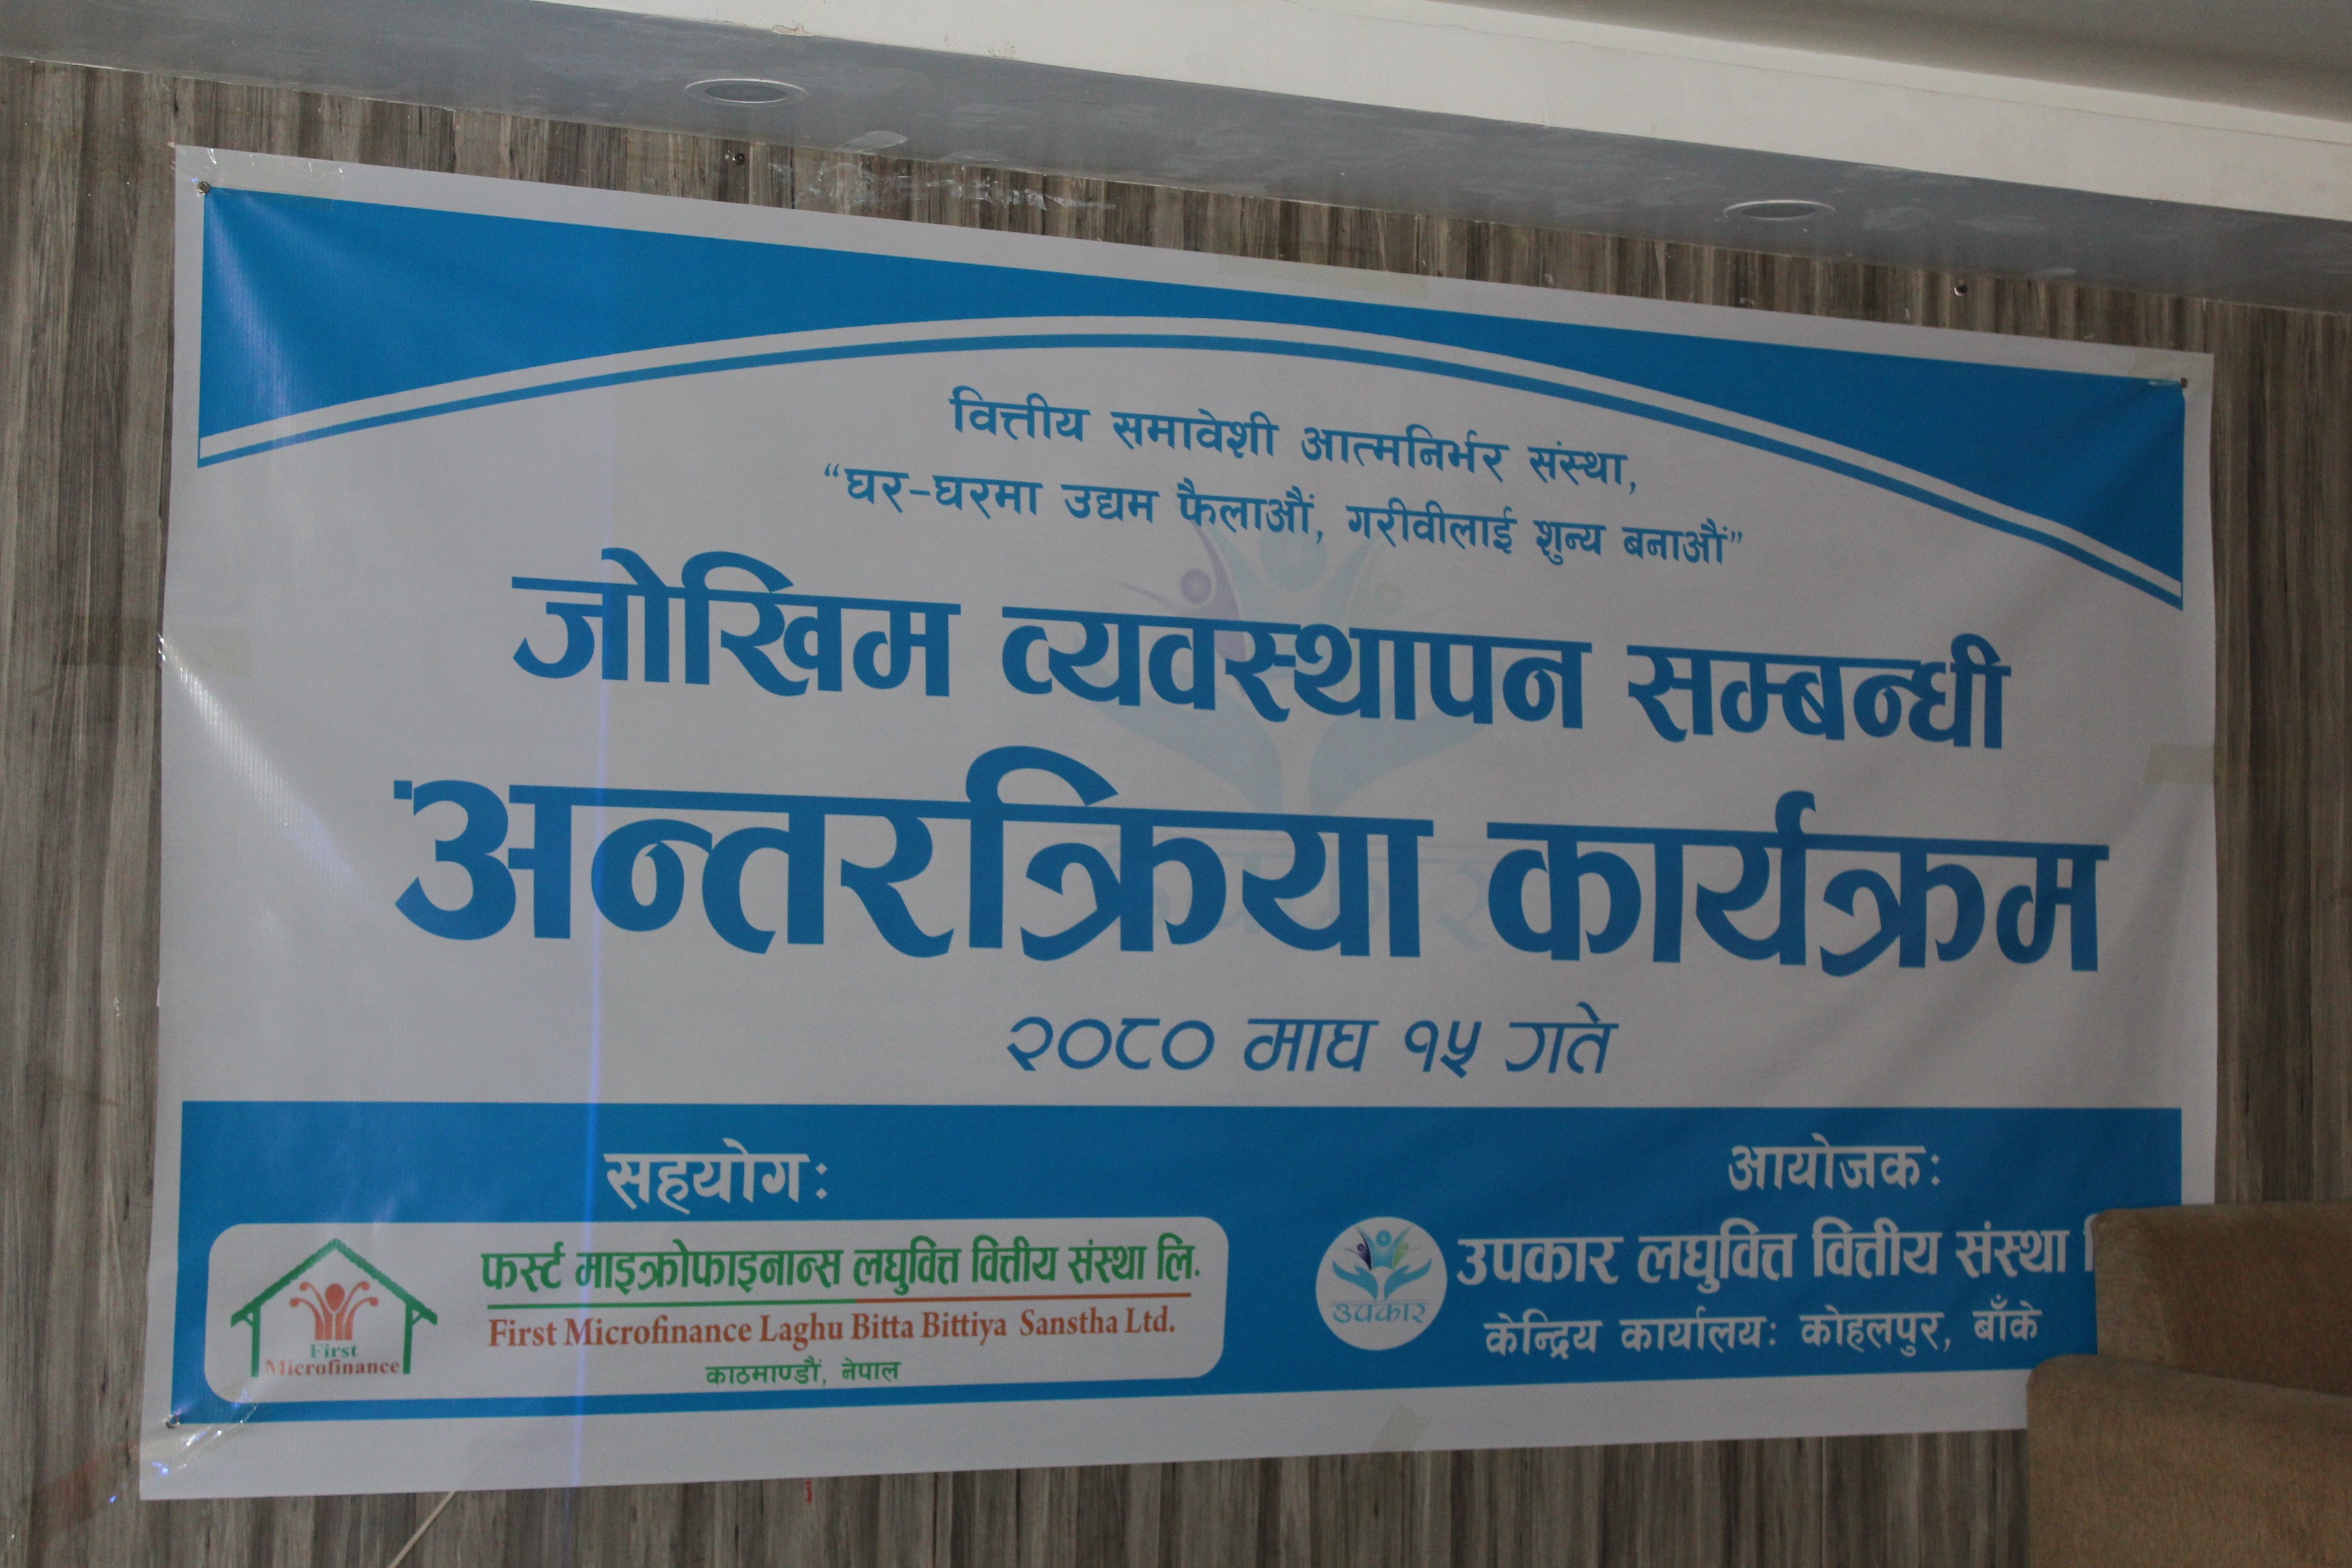 वित्तीय समावेशी आत्मनिर्भर संस्था,
“घर-घरमा उद्यम फैलाऔं, गरीवीलाई शुन्य बनाऔं”
जोखिम व्यवस्थापन सम्बन्धी
अन्तरक्रिया कार्यक्रम
२०८० माघ १५ गते
सहयोग:
फर्स्ट माइक्रोफाइनान्स लघुवित्त वित्तीय संस्था लि.
First Microfinance Laghu Bitta Bittiya Sanstha Ltd.
काठमाण्डौं, नेपाल
First
Microfinance
आयोजक:
उपकार लघुवित्त वित्तीय संस्था
केन्द्रिय कार्यालय: कोहलपुर, बाँके
उपकार